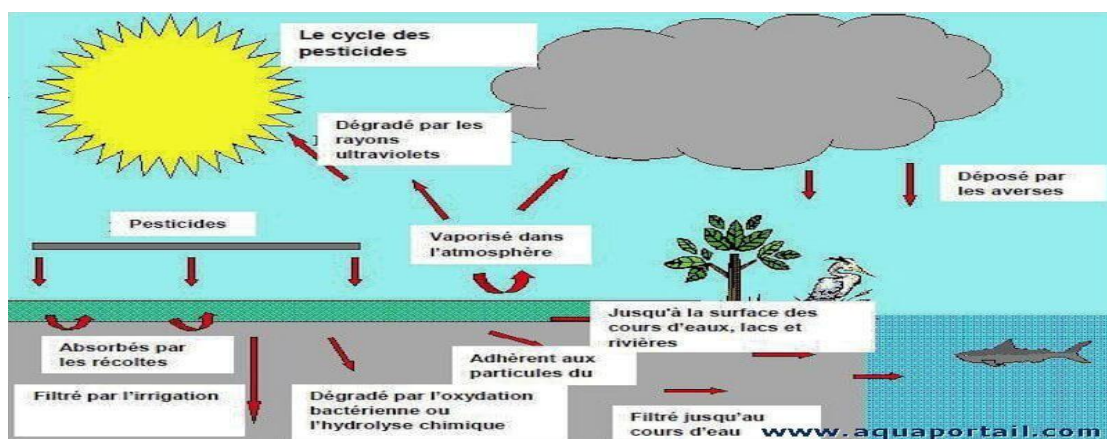 Le cycle des
pesticides
Dégradé par les
rayons
ultraviolets
Déposé par
les averses
Pesticides
Vaporisé dans
l'atmosphère
Jusqu'à la surface des
cours d'eaux, lacs et
rivières
Absorbés par
les récoltes
Adhèrent aux
particules du
Filtré par l'irrigation
Dégradé par l'oxydation
bactérienne ou
l'hydrolyse chimique
Filtré jusqu'au
cours d'eau
www.aquaportail.com